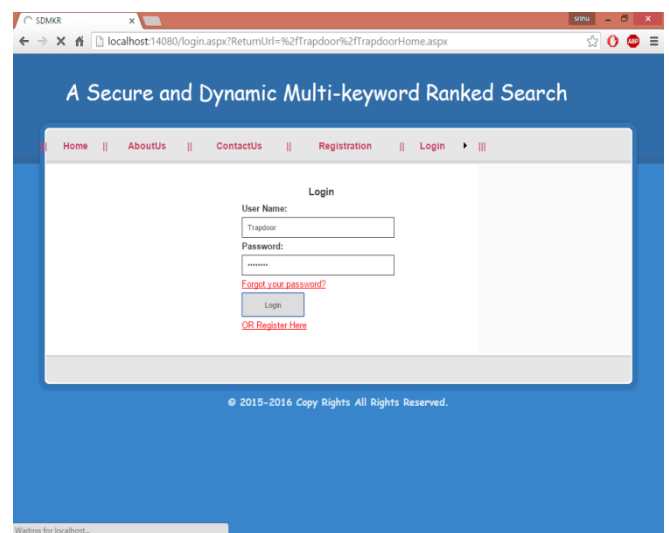 SDMKR
srinu
localhost:14080/login.aspx?ReturnUrl=%2fTrapdoor%2fTrapdoorHome.aspx
ABP
A Secure and Dynamic Multi-keyword Ranked Search
|| Home || AboutUs || ContactUs || Registration || Login |||
Login
User Name:
Trapdoor
Password:
Forgot your password?
Login
OR Register Here
© 2015-2016 Copy Rights All Rights Reserved.
Waiting for localhost...